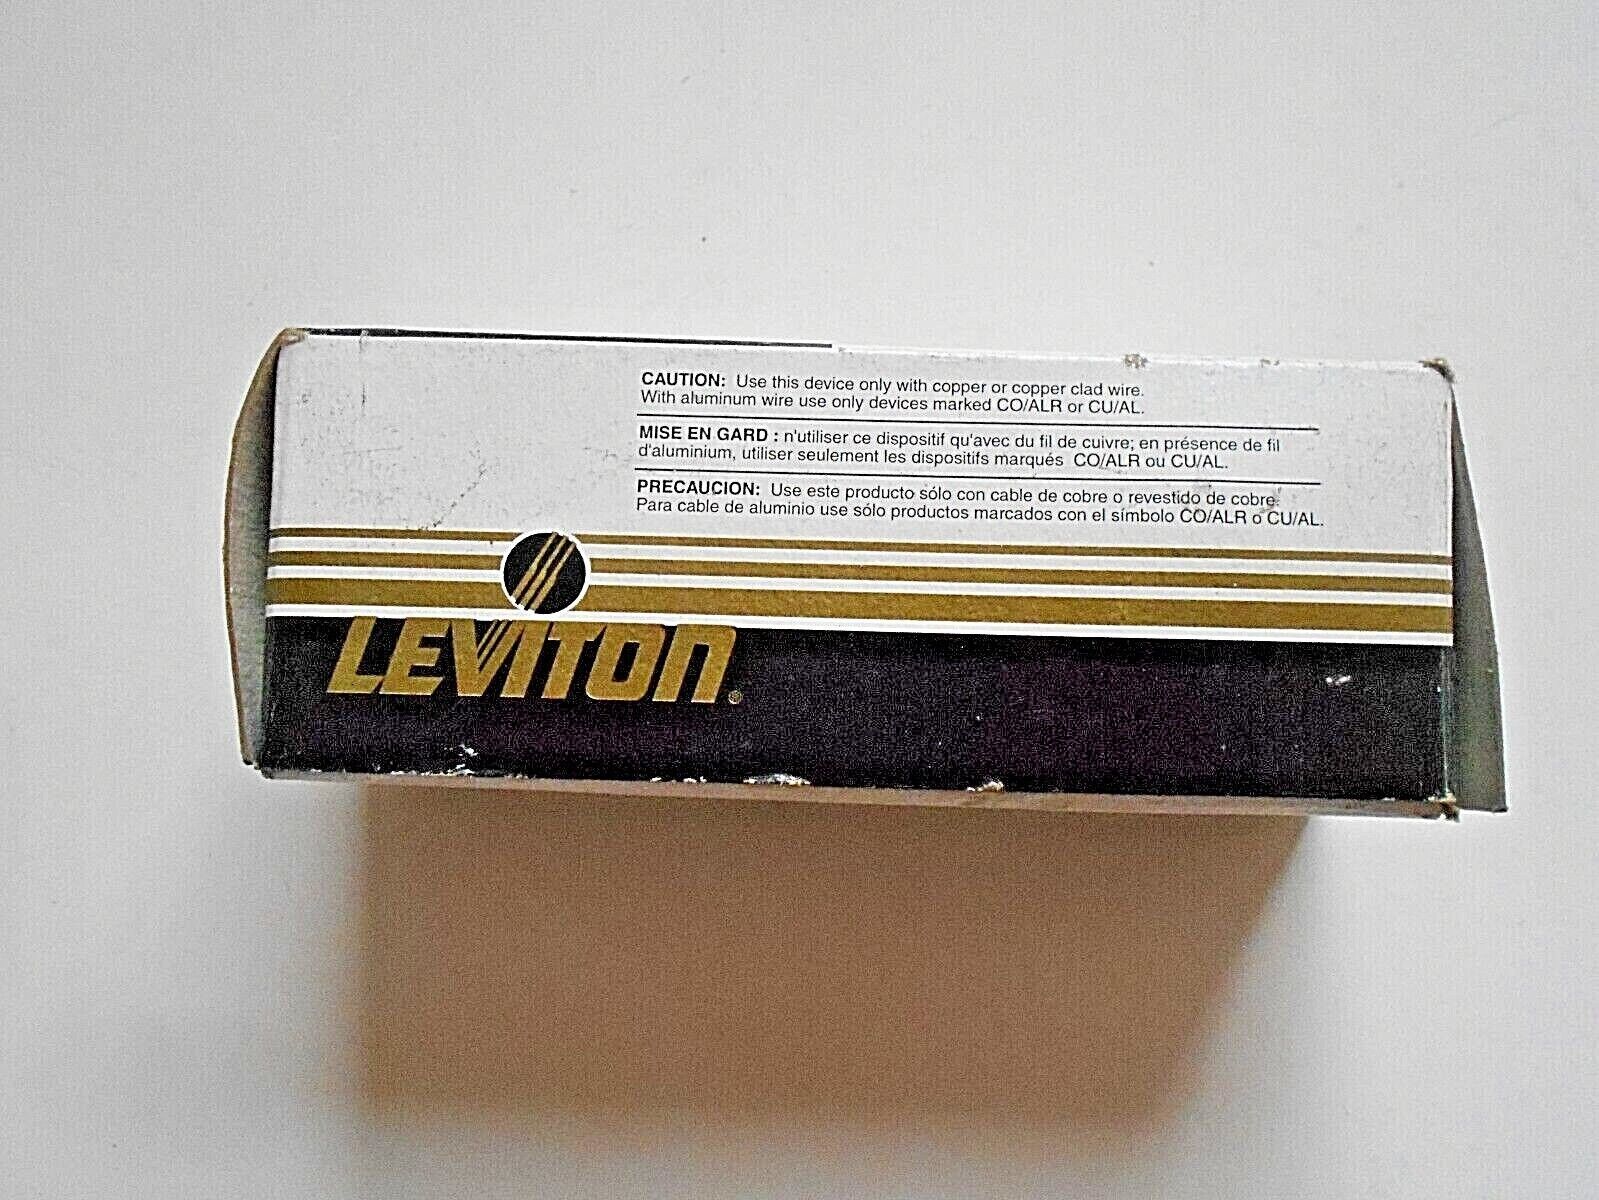 CAUTION: Use this device only with copper or copper clad wire.
With aluminum wire use only devices marked CO/ALR or CU/AL.
MISE EN GARD : n'utiliser ce dispositif qu'avec du fil de cuivre; en présence de fil
d'aluminium, utiliser seulement les dispositifs marqués CO/ALR ou CU/AL.
PRECAUCION: Use este producto sólo con cable de cobre o revestido de cobre.
Para cable de aluminio use sólo productos marcados con el símbolo CO/ALR o CU/AL.
LEVITON®